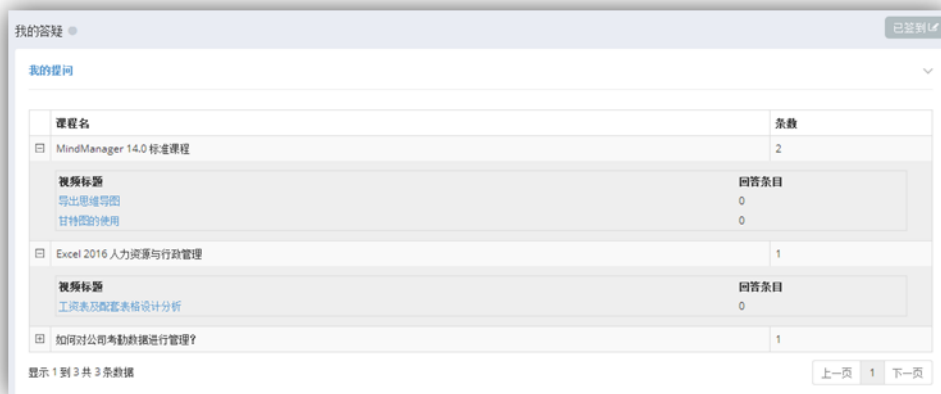 我的答疑
已签到
我的提问
课程名 条数
MindManager 14.0 标准课程 2
视频标题 回答条目
导出思维导图 0
甘特图的使用 0
Excel 2016 人力资源与行政管理 1
视频标题 回答条目
工资表及配套表格设计分析 0
如何对公司考勤数据进行管理? 1
显示 1 到 3 共 3 条数据
上一页 1 下一页